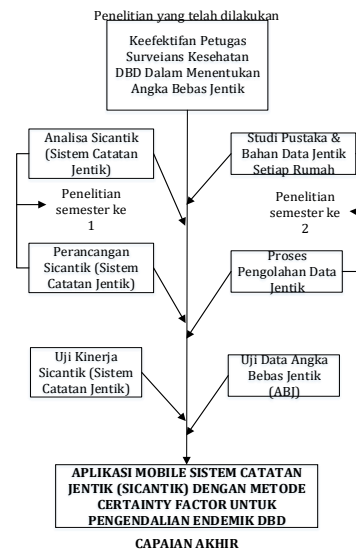 Penelitian yang telah dilakukan
Keefektifan Petugas
Surveians Kesehatan
DBD Dalam Menentukan
Angka Bebas Jentik
Analisa Sicantik
(Sistem Catatan
Jentik)
Studi Pustaka &
Bahan Data Jentik
Setiap Rumah
Penelitian
semester ke
1
Penelitian
semester ke
2
Perancangan
Sicantik (Sistem
Catatan Jentik)
Proses
Pengolahan Data
Jentik
Uji Kinerja
Sicantik (Sistem
Catatan Jentik)
Uji Data Angka
Bebas Jentik
(ABJ)
APLIKASI MOBILE SISTEM CATATAN
JENTIK (SICANTIK) DENGAN METODE
CERTAINTY FACTOR UNTUK
PENGENDALIAN ENDEMIK DBD
CAPAIAN AKHIR